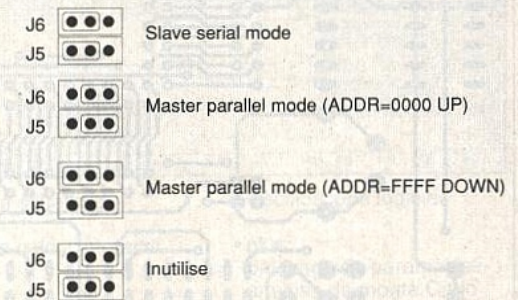 J6
Slave serial mode
J5
J6
Master parallel mode (ADDR=0000 UP)
J5
J6
Master parallel mode (ADDR=FFFF DOWN)
J5
J6
Inutilise
J5